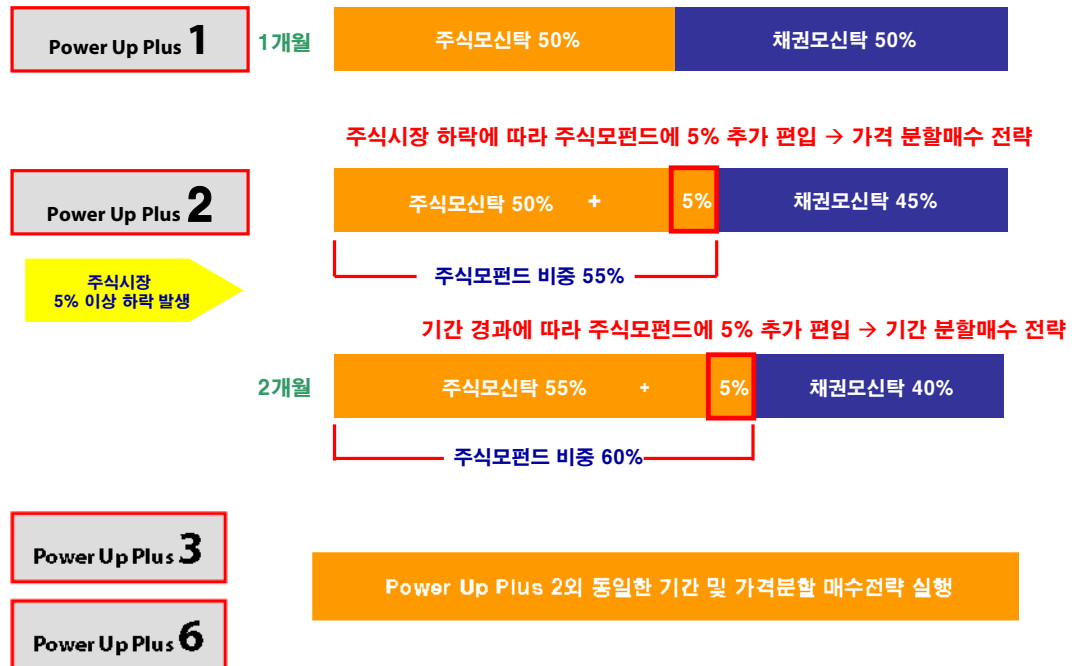 Power Up Plus 1
1개월
주식모신탁 50%
채권모신탁 50%
주식시장 하락에 따라 주식모펀드에 5% 추가 편입 → 가격 분할매수 전략
Power Up Plus 2
주식모신탁 50% + 5%
채권모신탁 45%
주식모펀드 비중 55%
주식시장
5% 이상 하락 발생
기간 경과에 따라 주식모펀드에 5% 추가 편입 → 기간 분할매수 전략
2개월
주식모신탁 55% + 5%
채권모신탁 40%
주식모펀드 비중 60%
Power Up Plus 3
Power Up Plus 2외 동일한 기간 및 가격분할 매수전략 실행
Power Up Plus 6